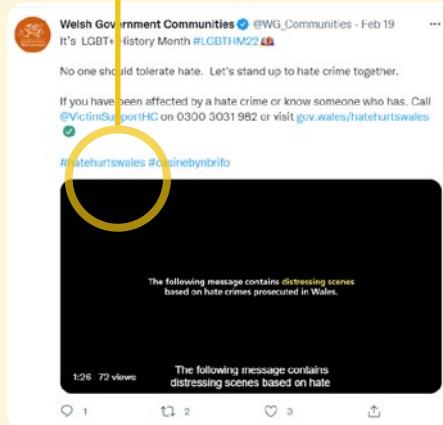 Welsh Government Communities @WG_Communities · Feb 19
It's LGBT+ History Month #LGBTHM22
No one should tolerate hate. Let's stand up to hate crime together.
If you have been affected by a hate crime or know someone who has. Call
@VictimSupportHC on 0300 3031 982 or visit gov.wales/hatehurtswales
#hatehurtswales #casinebynbrifo
The following message contains distressing scenes
based on hate crimes prosecuted in Wales.
The following message contains
distressing scenes based on hate
1:26 72 views
1 2 3